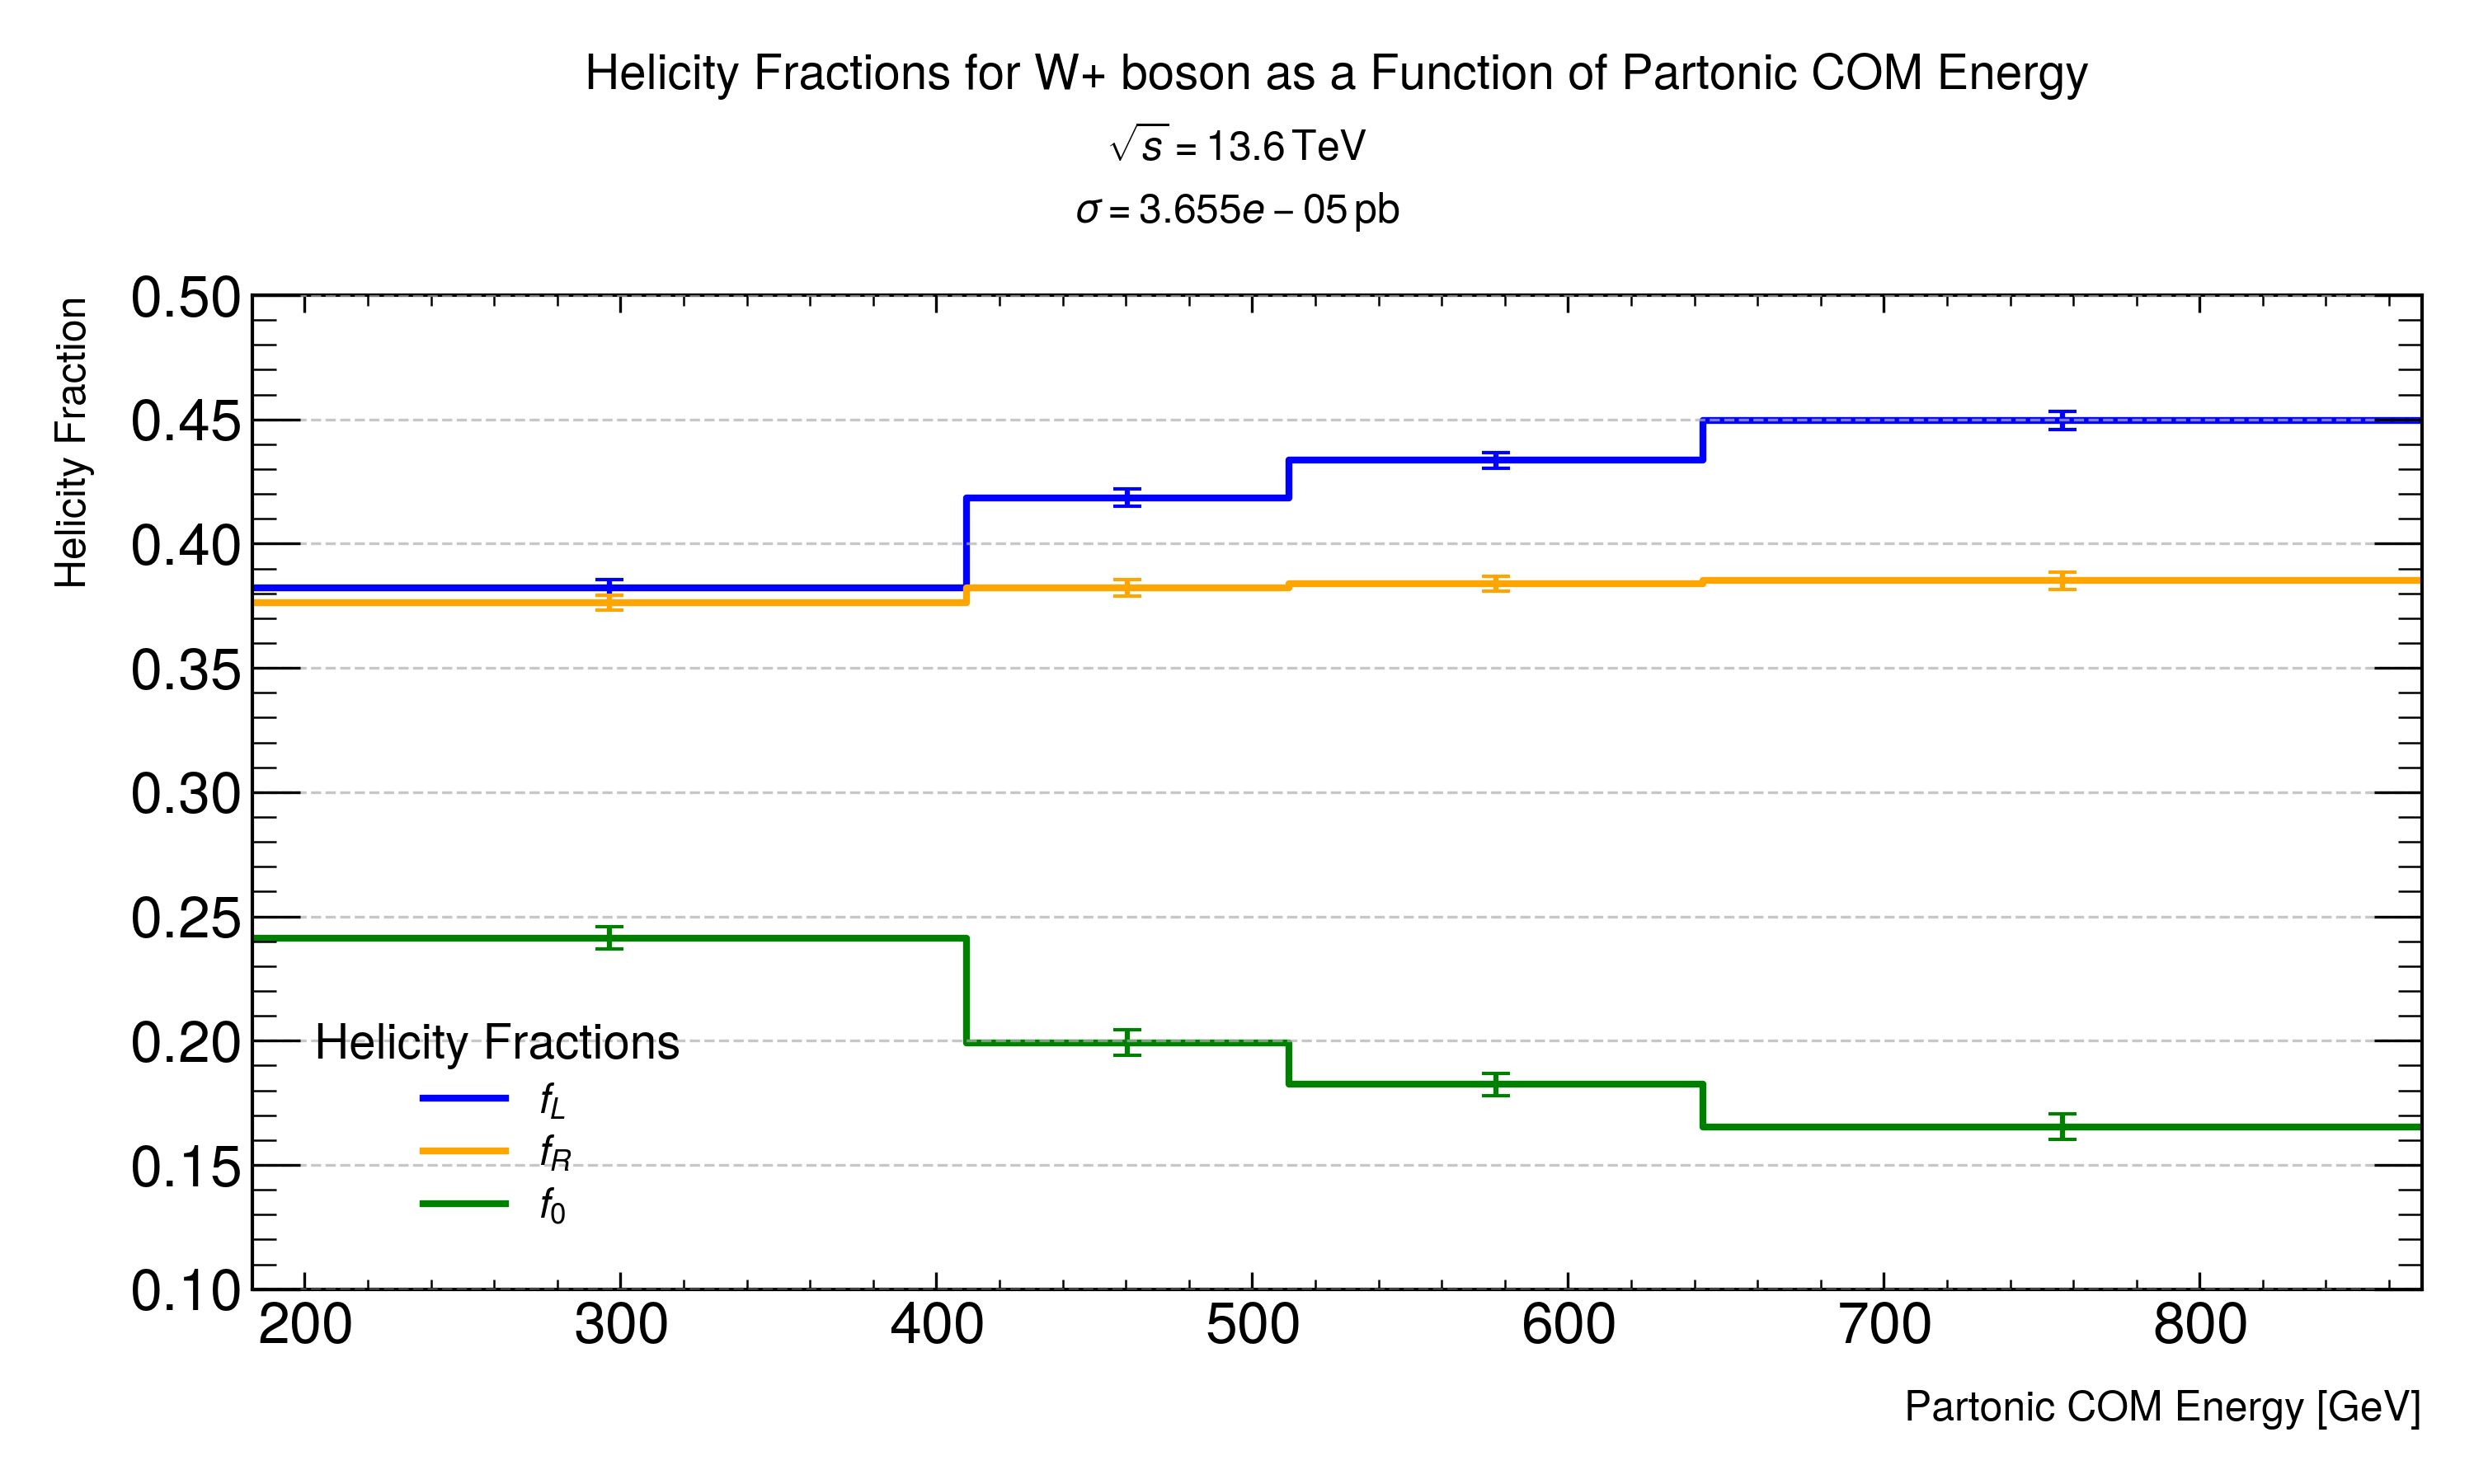 Helicity Fractions for W+ boson as a Function of Partonic COM Energy
√s = 13.6 TeV
σ = 3.655e − 05 pb
Helicity Fraction
0.50
0.45
0.40
0.35
0.30
0.25
0.20
0.15
0.10
Helicity Fractions
f_L
f_R
f_0
200 300 400 500 600 700 800
Partonic COM Energy [GeV]